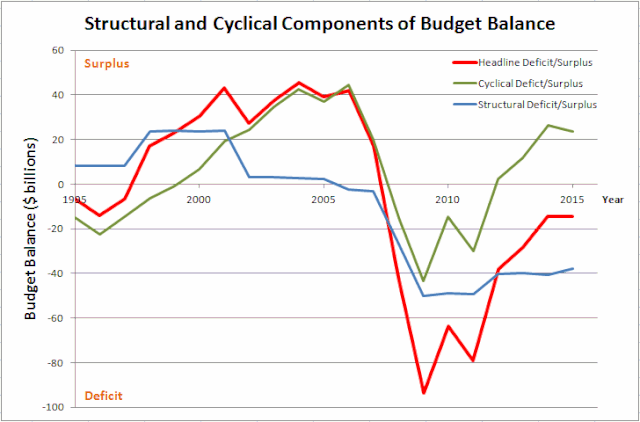 Structural and Cyclical Components of Budget Balance
60
Surplus
Headline Deficit/Surplus
40
Cyclical Defict/Surplus
Structural Deficit/Surplus
20
0
1995
2000
2005
2010
2015
Year
-20
-40
-60
-80
Deficit
-100
Budget Balance ($ billions)